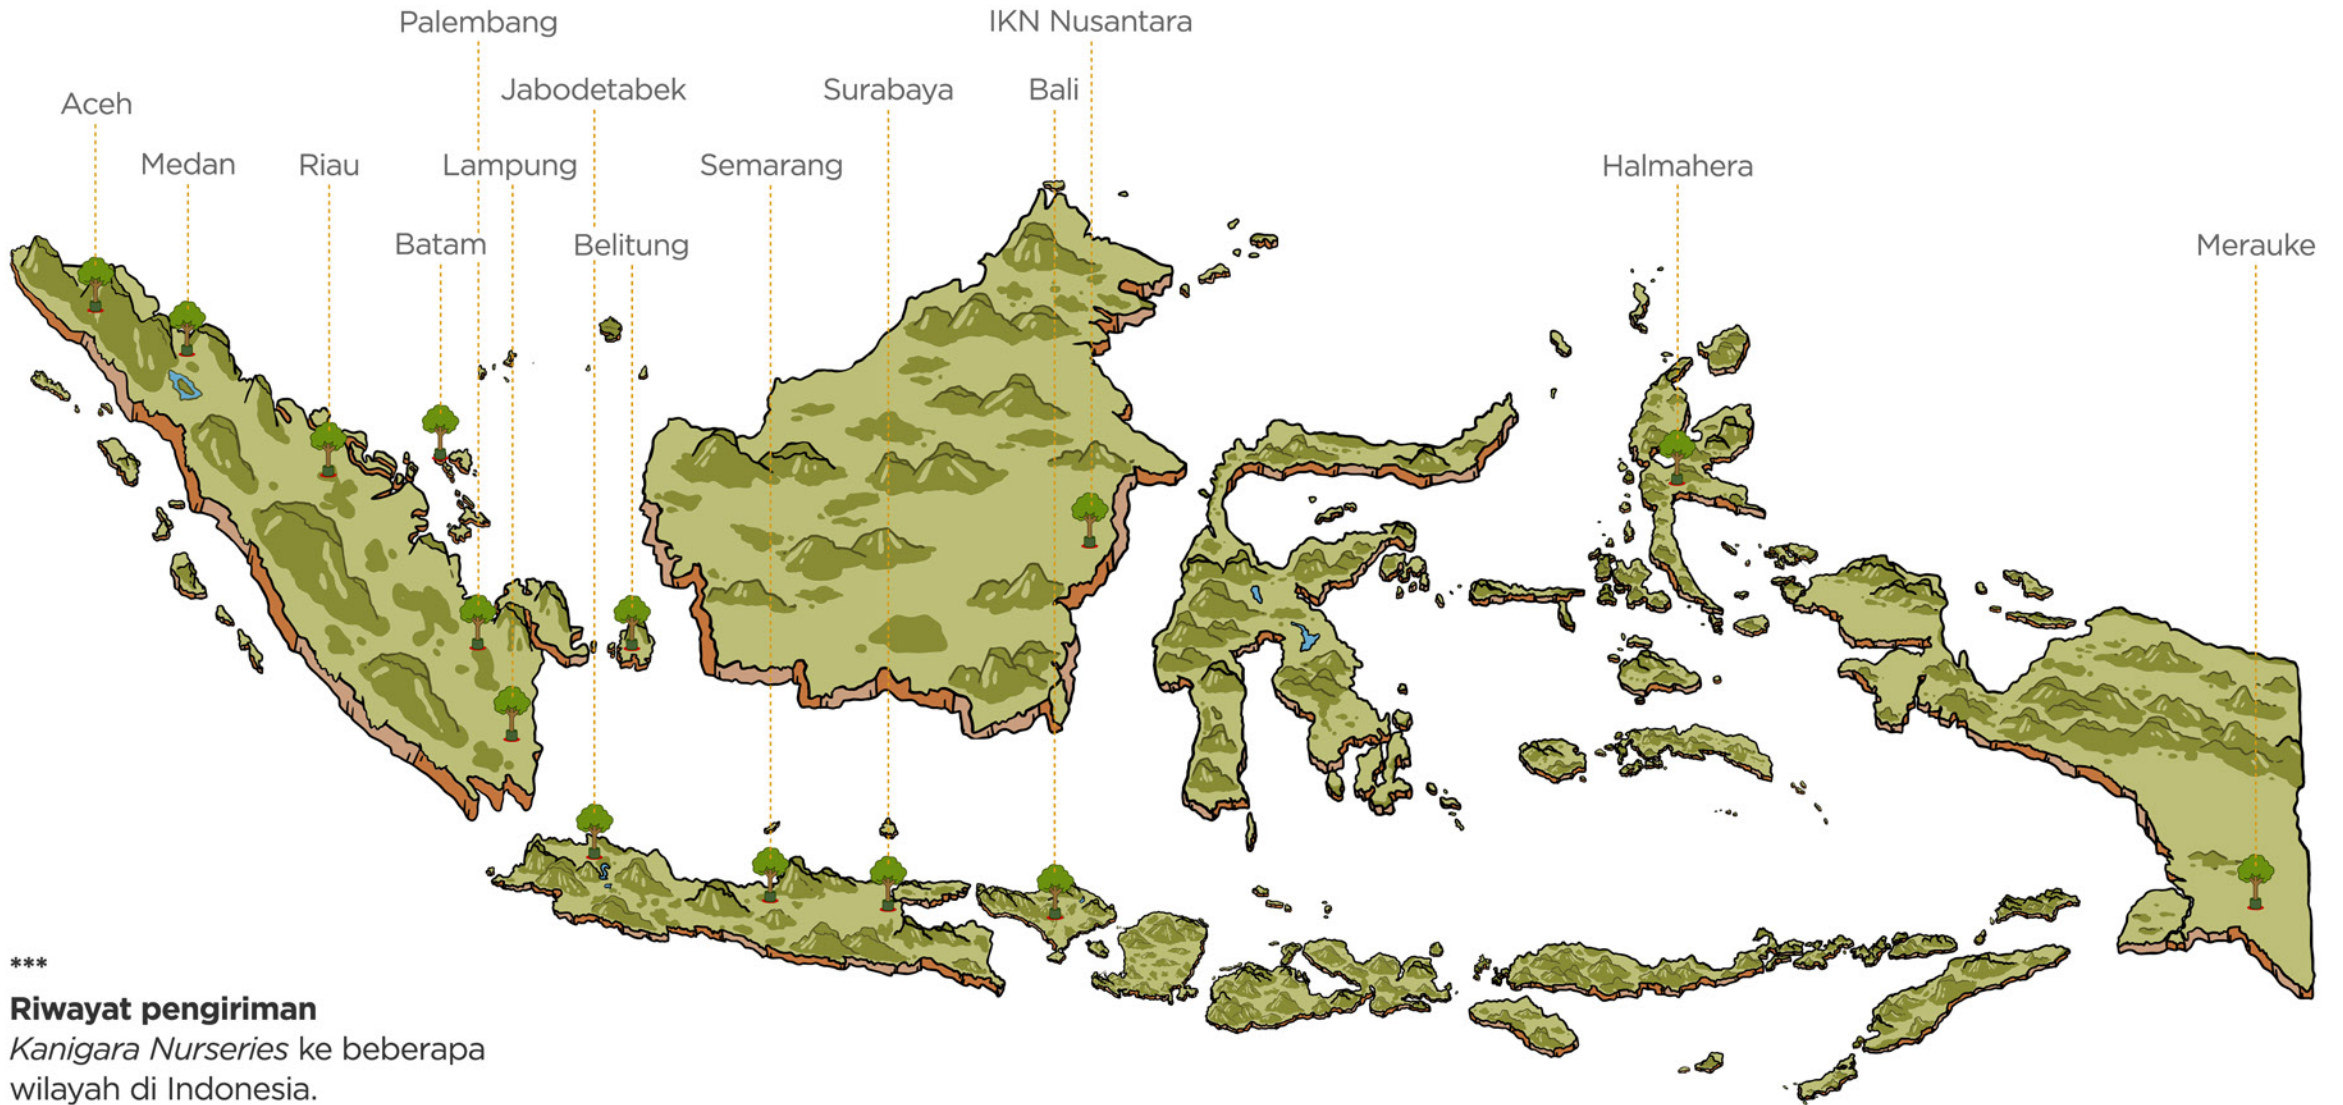 Palembang
IKN Nusantara
Jabodetabek
Surabaya
Bali
Aceh
Medan
Riau
Lampung
Semarang
Halmahera
Batam
Belitung
Merauke
***
Riwayat pengiriman
Kanigara Nurseries ke beberapa
wilayah di Indonesia.